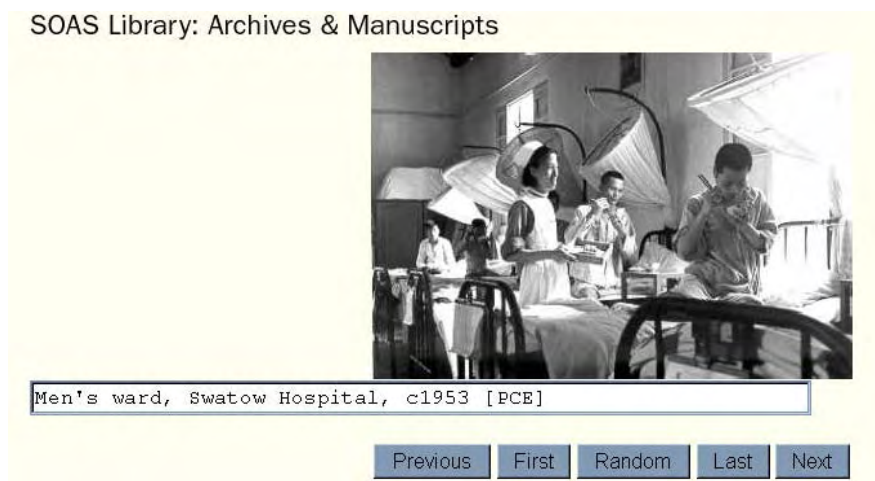 SOAS Library: Archives & Manuscripts
Men's ward, Swatow Hospital, c1953 [PCE]
Previous First Random Last Next